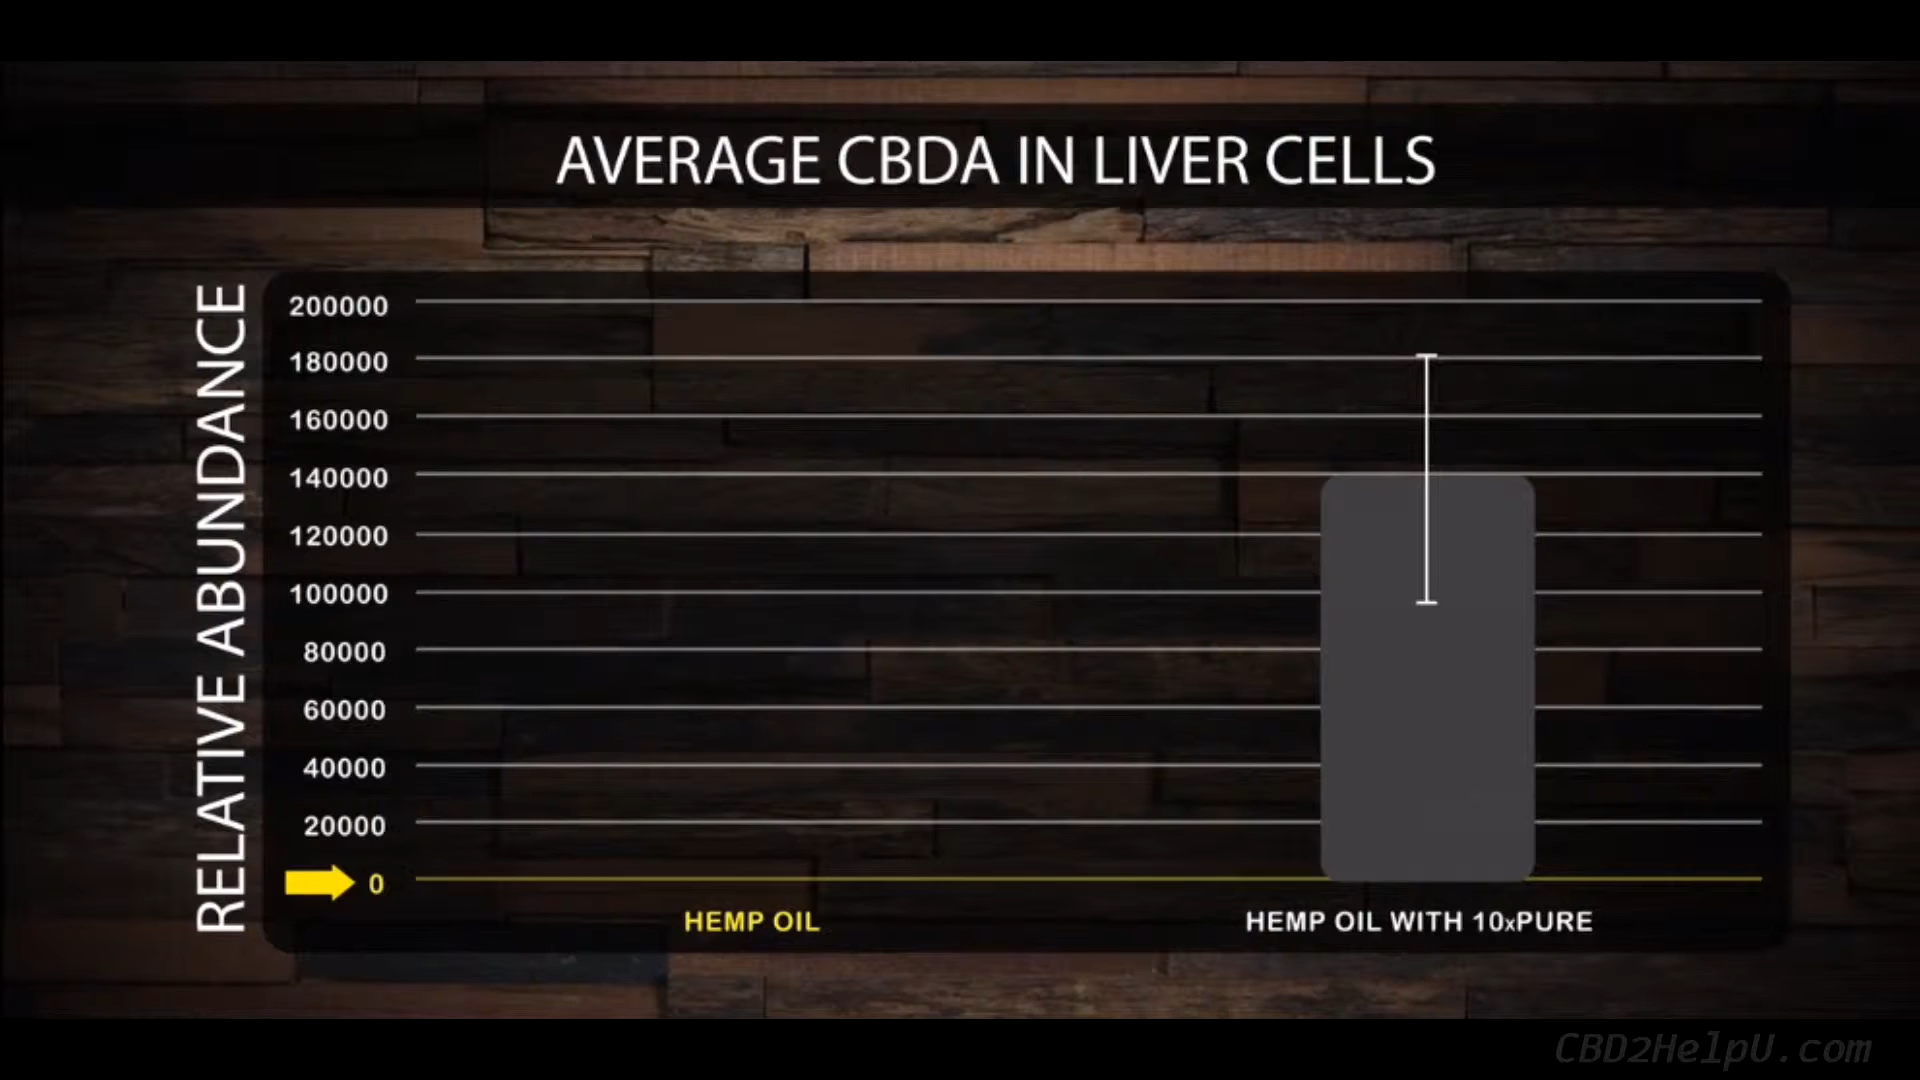 AVERAGE CBDA IN LIVER CELLS
RELATIVE ABUNDANCE
200000
180000
160000
140000
120000
100000
80000
60000
40000
20000
0
HEMP OIL
HEMP OIL WITH 10xPURE
CBD2HelpU.com